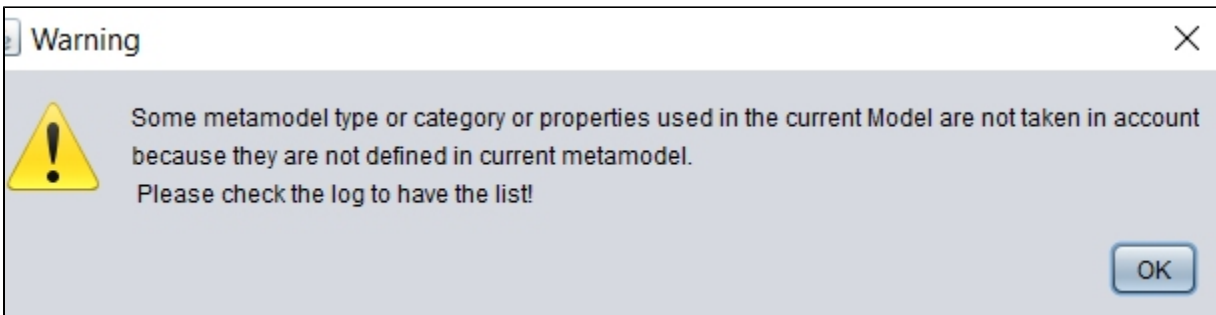 Warning
Some metamodel type or category or properties used in the current Model are not taken in account
because they are not defined in current metamodel.
Please check the log to have the list!
OK